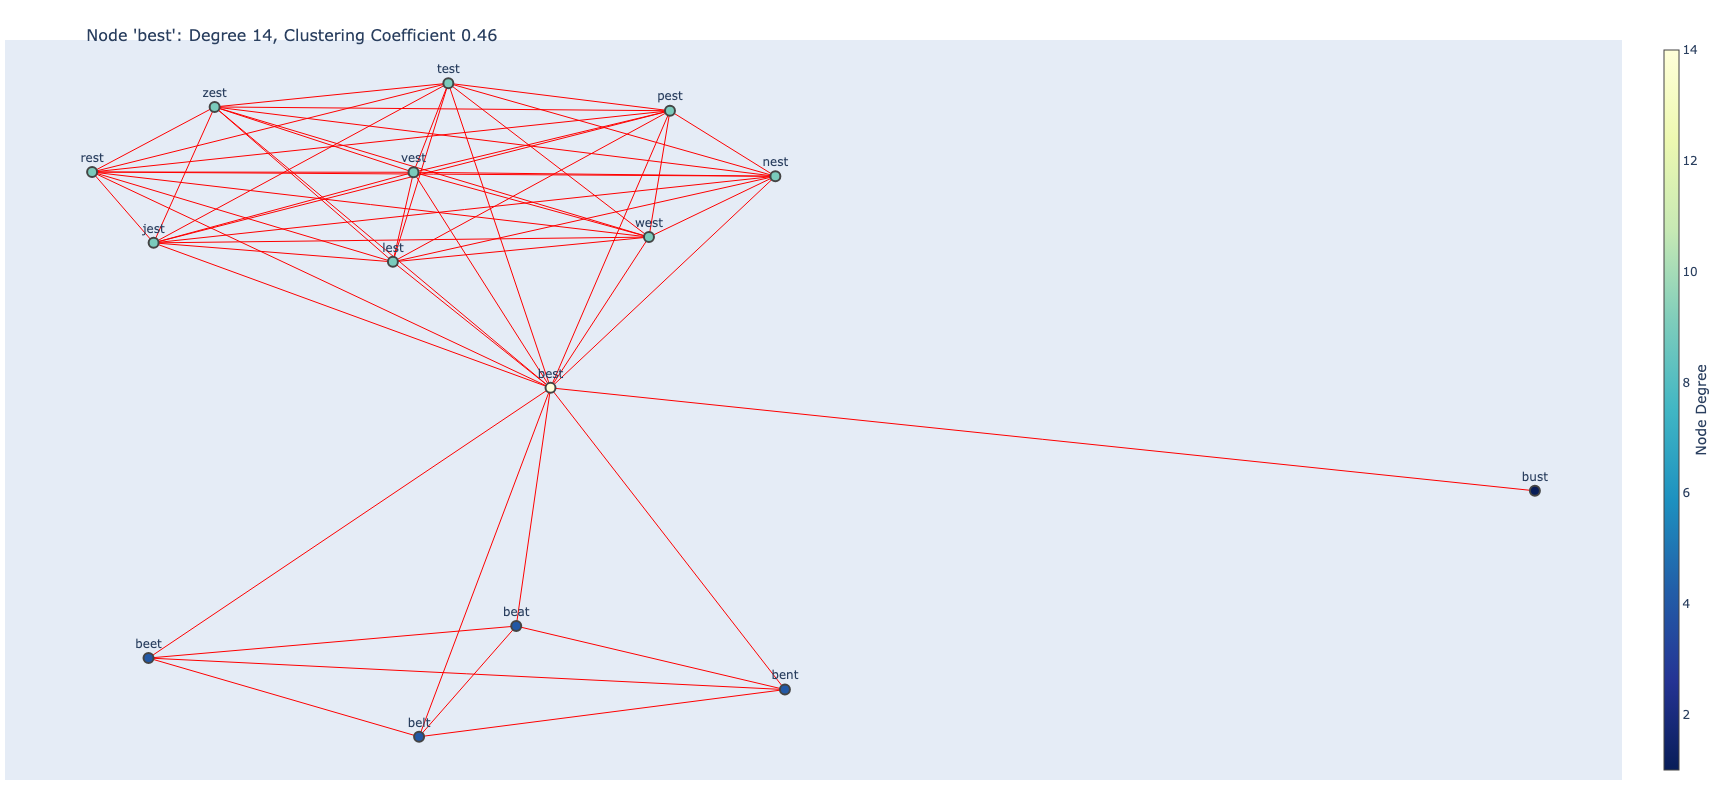 Node 'best': Degree 14, Clustering Coefficient 0.46
test
zest
pest
rest
vest
nest
jest
west
lest
best
bust
beat
beet
bent
belt
14
12
10
8
6
4
2
Node Degree